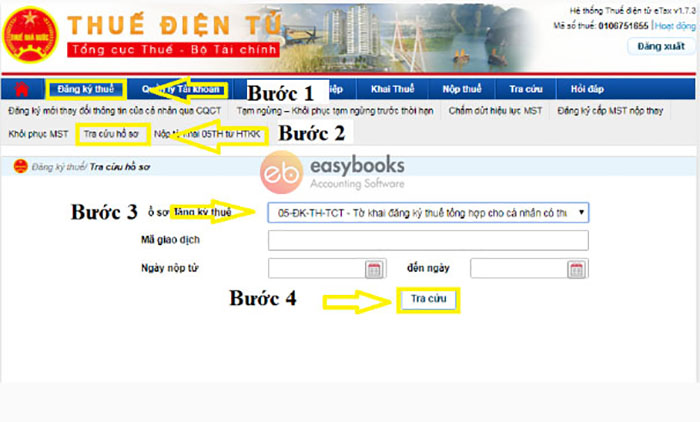 Hệ thống Thuế điện tử eTax v1.7.3
THUẾ ĐIỆN TỬ
Mã số thuế: 0106751655 | Hoạt động
Tổng cục Thuế - Bộ Tài chính
Đăng xuất
THUẾ NHÀ NƯỚC
Đăng ký thuế Quản lý Tài khoản Bước 1 iệp Khai Thuế Nộp thuế Tra cứu Hỏi đáp
Đăng ký mới thay đổi thông tin của cá nhân qua CQCT Tạm ngừng – Khôi phục tạm ngừng trước thời hạn Chấm dứt hiệu lực MST Đăng ký cấp MST nộp thay
Khôi phục MST Tra cứu hồ sơ Nộp tờ khai 05TH từ HTKK Bước 2
Đăng ký thuế/ Tra cứu hồ sơ
eb easybooks
Accounting Software
Bước 3 ồ sơ đăng ký thuế 05-ĐK-TH-TCT - Tờ khai đăng ký thuế tổng hợp cho cá nhân có thu
Mã giao dịch
Ngày nộp từ đến ngày
Bước 4 Tra cứu